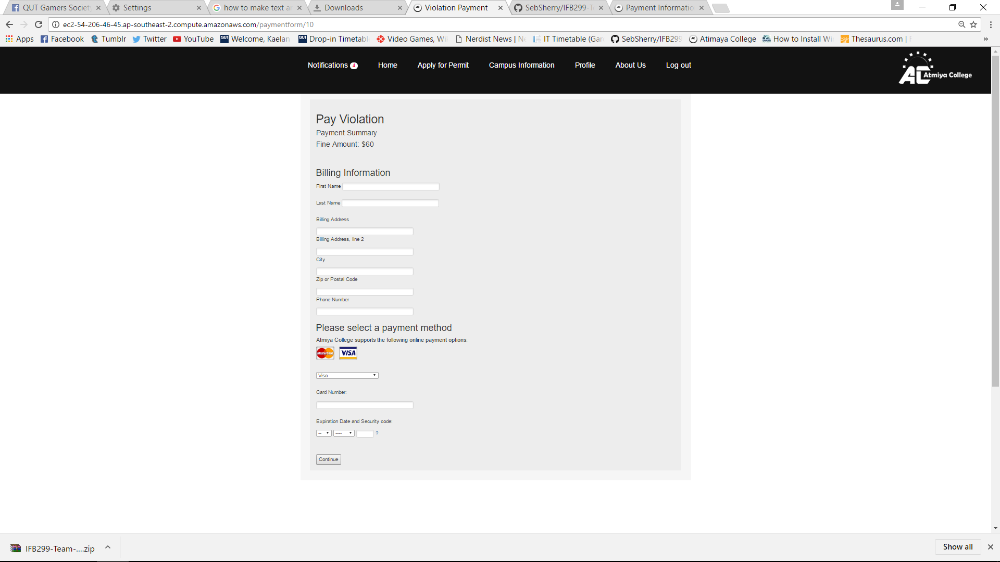 QUT Gamers Society
Settings
how to make text a
Downloads
Violation Payment
SebSherry/IFB299-T
Payment Informatio
ec2-54-206-46-45.ap-southeast-2.compute.amazonaws.com/paymentform/10
Apps
Facebook
Tumblr
Twitter
YouTube
QUT Welcome, Kaelan
QUT Drop-in Timetabl
Video Games, Wi
Nerdist News | Ne
IT Timetable (Gar
SebSherry/IFB299
Atimaya College
How to Install Wi
Thesaurus.com | F
»
Notifications 4
Home
Apply for Permit
Campus Information
Profile
About Us
Log out
AC Atmiya College
Pay Violation
Payment Summary
Fine Amount: $60
Billing Information
First Name
Last Name
Billing Address
Billing Address, line 2
City
Zip or Postal Code
Phone Number
Please select a payment method
Atmiya College supports the following online payment options:
MasterCard VISA
Visa
Card Number:
Expiration Date and Security code:
-- ---- ?
Continue
IFB299-Team-....zip
Show all